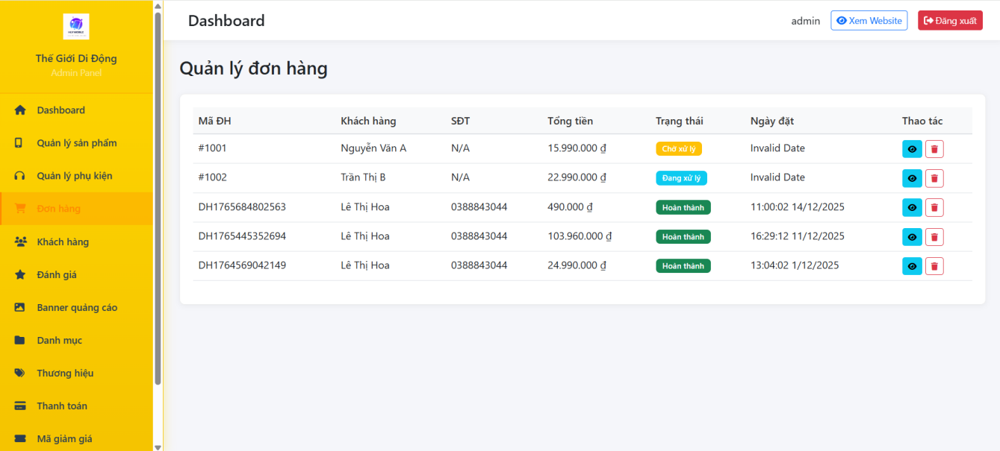 Thế Giới Di Động
Admin Panel
Dashboard
Quản lý sản phẩm
Quản lý phụ kiện
Đơn hàng
Khách hàng
Đánh giá
Banner quảng cáo
Danh mục
Thương hiệu
Thanh toán
Mã giảm giá
Dashboard
admin Xem Website Đăng xuất
Quản lý đơn hàng
Mã ĐH Khách hàng SĐT Tổng tiền Trạng thái Ngày đặt Thao tác
#1001 Nguyễn Văn A N/A 15.990.000 ₫ Chờ xử lý Invalid Date
#1002 Trần Thị B N/A 22.990.000 ₫ Đang xử lý Invalid Date
DH1765684802563 Lê Thị Hoa 0388843044 490.000 ₫ Hoàn thành 11:00:02 14/12/2025
DH1765445352694 Lê Thị Hoa 0388843044 103.960.000 ₫ Hoàn thành 16:29:12 11/12/2025
DH1764569042149 Lê Thị Hoa 0388843044 24.990.000 ₫ Hoàn thành 13:04:02 1/12/2025